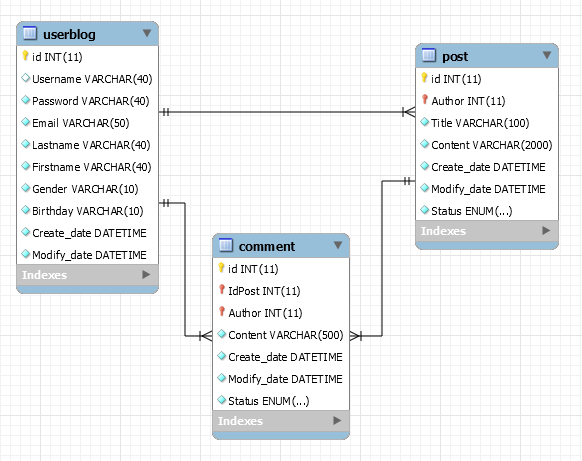 userblog
id INT(11)
Username VARCHAR(40)
Password VARCHAR(40)
Email VARCHAR(50)
Lastname VARCHAR(40)
Firstname VARCHAR(40)
Gender VARCHAR(10)
Birthday VARCHAR(10)
Create_date DATETIME
Modify_date DATETIME
Indexes
post
id INT(11)
Author INT(11)
Title VARCHAR(100)
Content VARCHAR(2000)
Create_date DATETIME
Modify_date DATETIME
Status ENUM(...)
Indexes
comment
id INT(11)
IdPost INT(11)
Author INT(11)
Content VARCHAR(500)
Create_date DATETIME
Modify_date DATETIME
Status ENUM(...)
Indexes